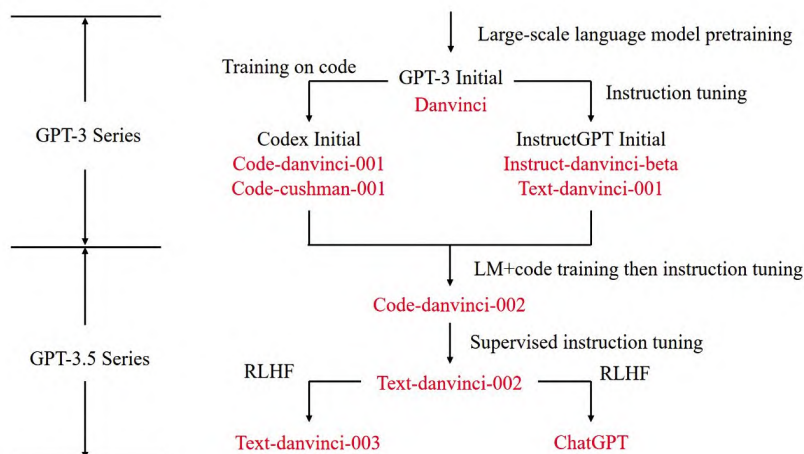 Large-scale language model pretraining
Training on code
GPT-3 Initial
Danvinci
Instruction tuning
GPT-3 Series
Codex Initial
Code-danvinci-001
Code-cushman-001
InstructGPT Initial
Instruct-danvinci-beta
Text-danvinci-001
LM+code training then instruction tuning
Code-danvinci-002
GPT-3.5 Series
Supervised instruction tuning
RLHF
Text-danvinci-002
RLHF
Text-danvinci-003
ChatGPT